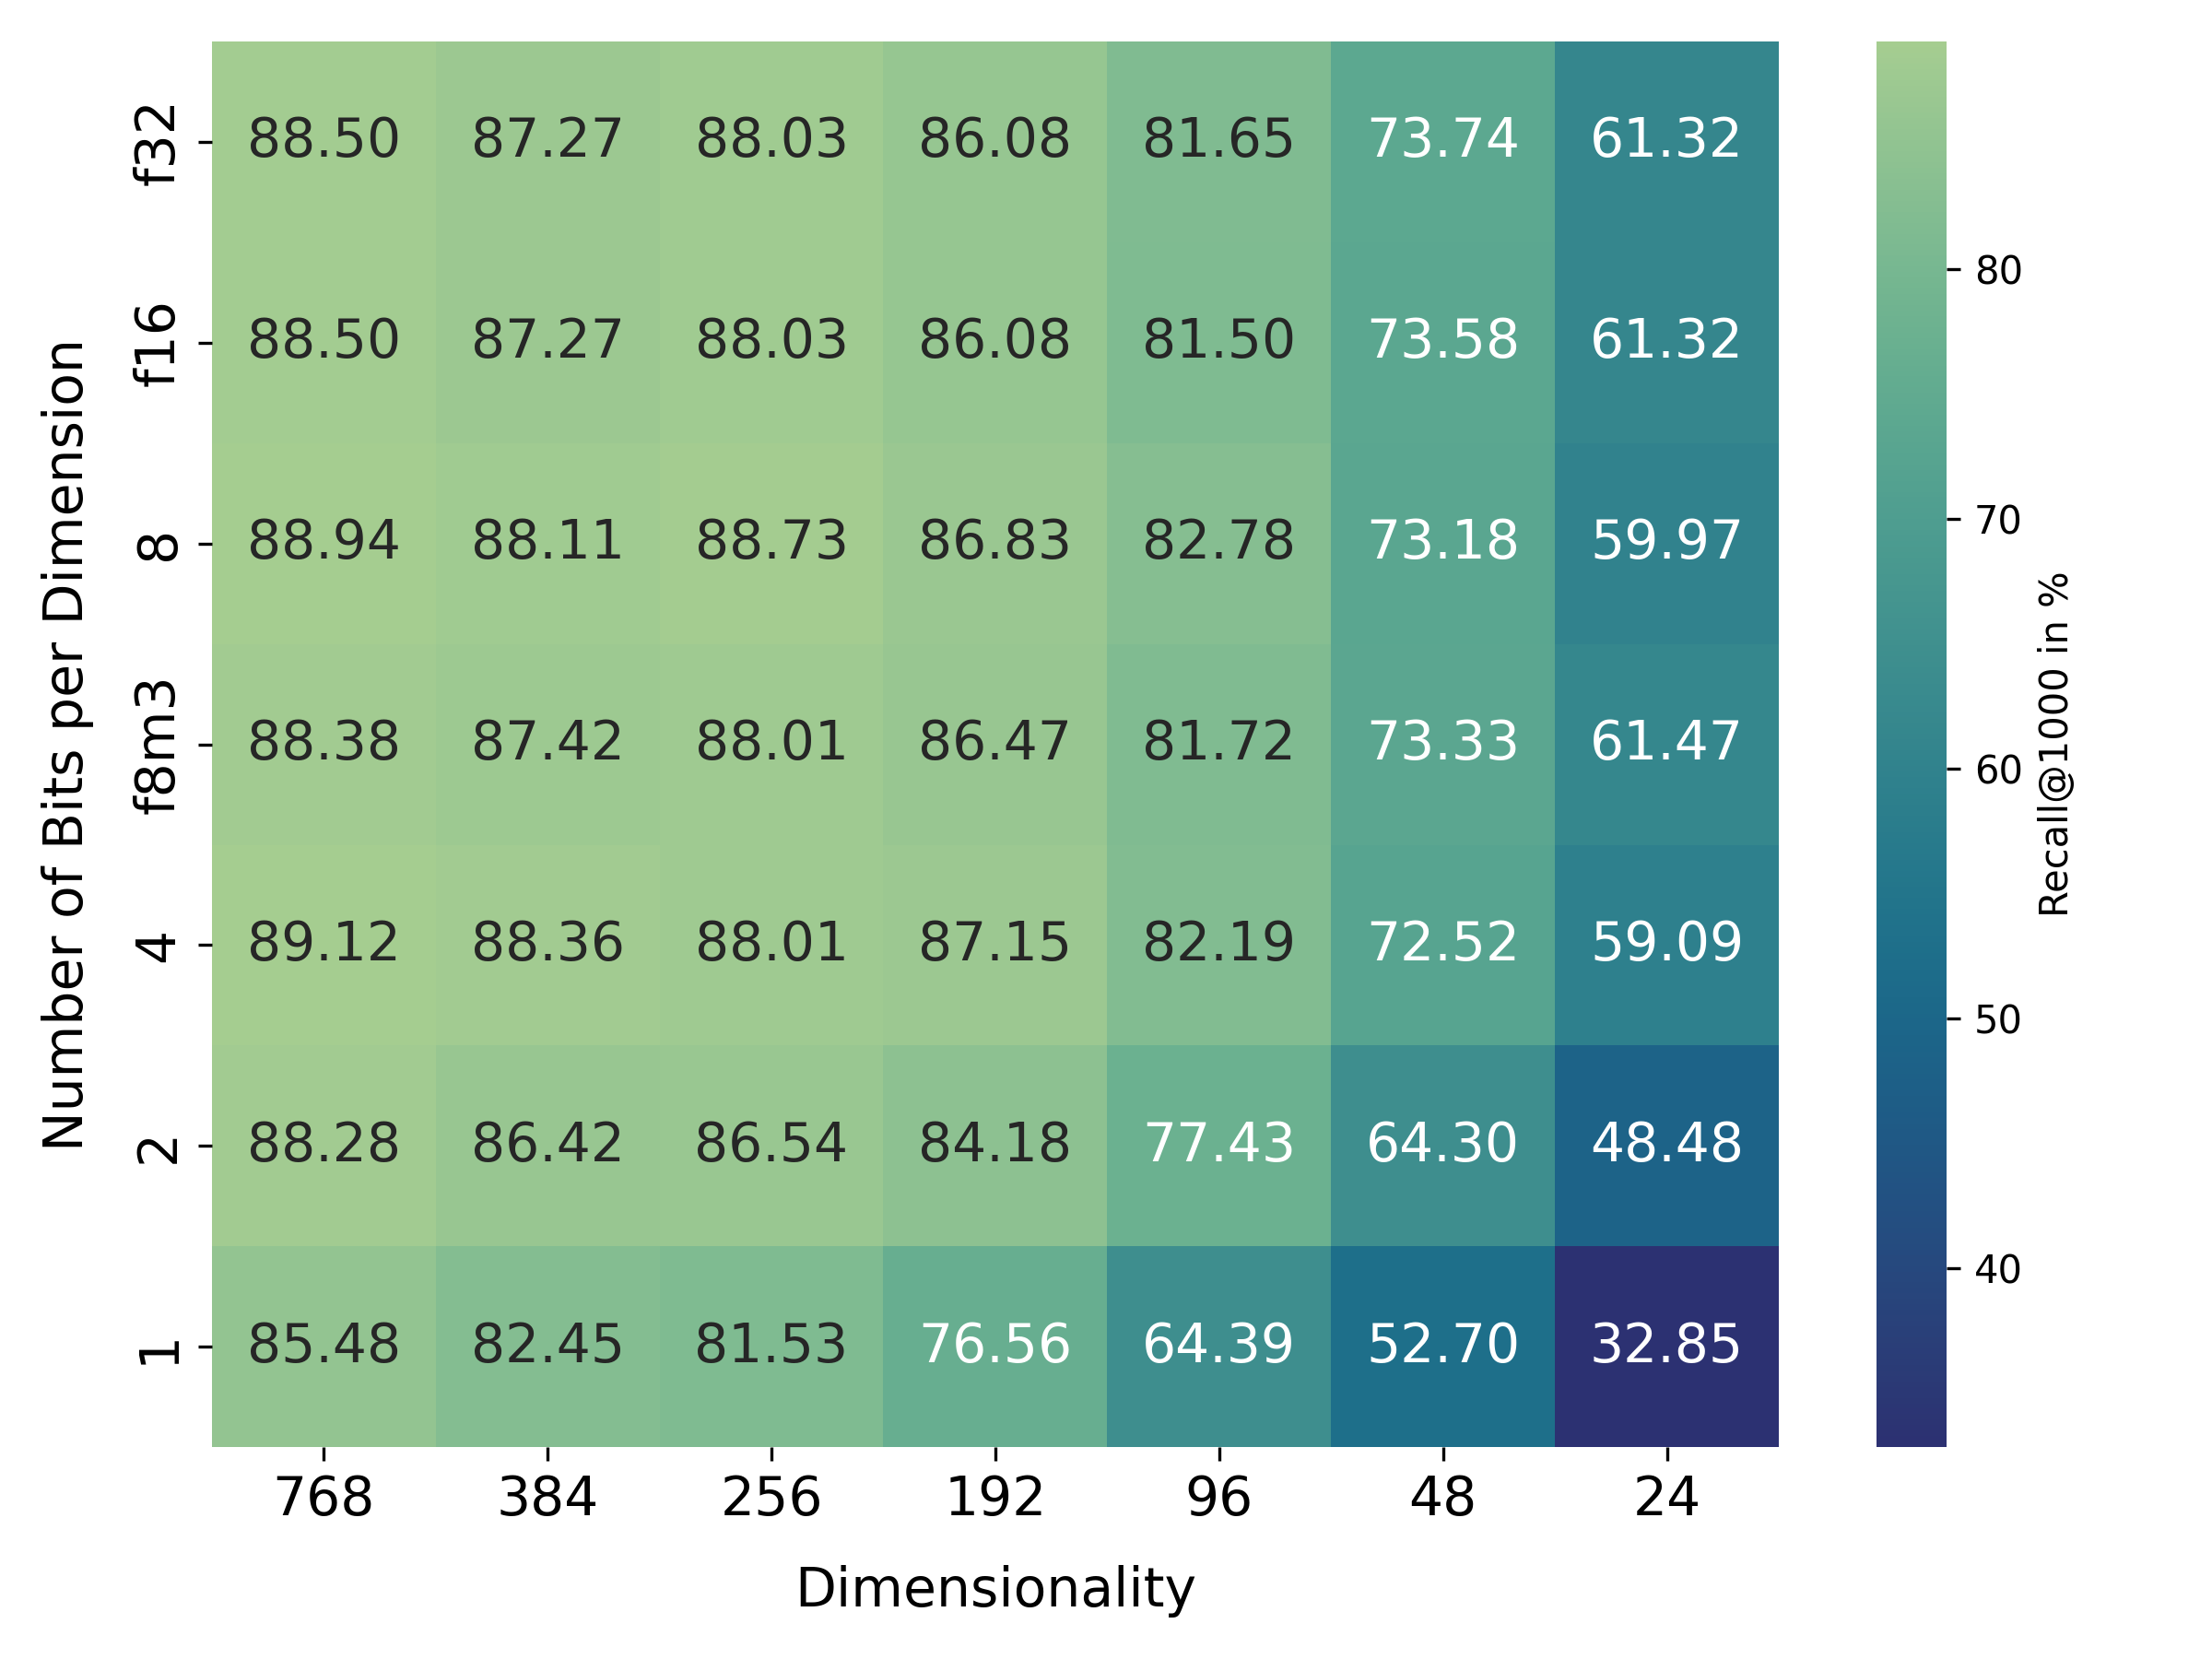 Number of Bits per Dimension
f32 88.50 87.27 88.03 86.08 81.65 73.74 61.32
f16 88.50 87.27 88.03 86.08 81.50 73.58 61.32
8 88.94 88.11 88.73 86.83 82.78 73.18 59.97
f8m3 88.38 87.42 88.01 86.47 81.72 73.33 61.47
4 89.12 88.36 88.01 87.15 82.19 72.52 59.09
2 88.28 86.42 86.54 84.18 77.43 64.30 48.48
1 85.48 82.45 81.53 76.56 64.39 52.70 32.85
768 384 256 192 96 48 24
Dimensionality
80
70
60
50
40
Recall@1000 in %